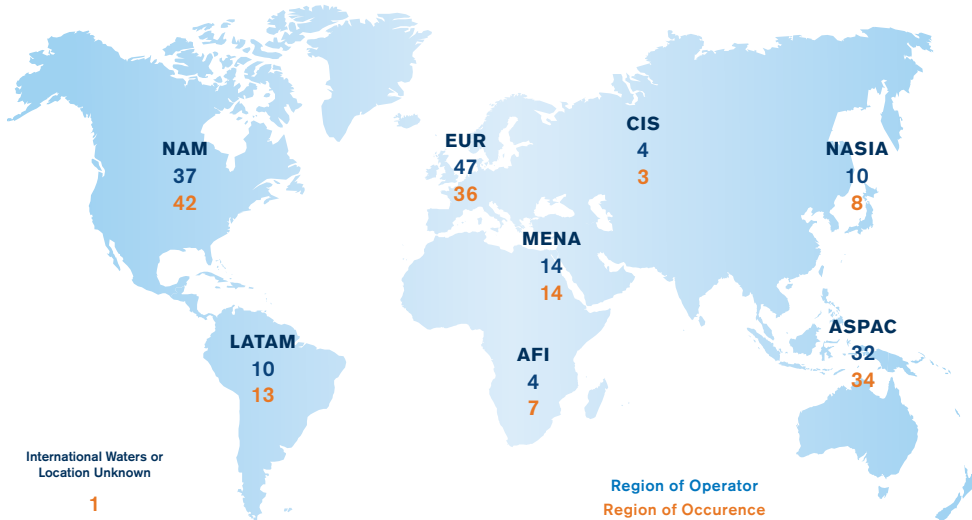 NAM
37
42
EUR
47
36
CIS
4
3
NASIA
10
8
MENA
14
14
LATAM
10
13
AFI
4
7
ASPAC
32
34
International Waters or
Location Unknown
1
Region of Operator
Region of Occurence